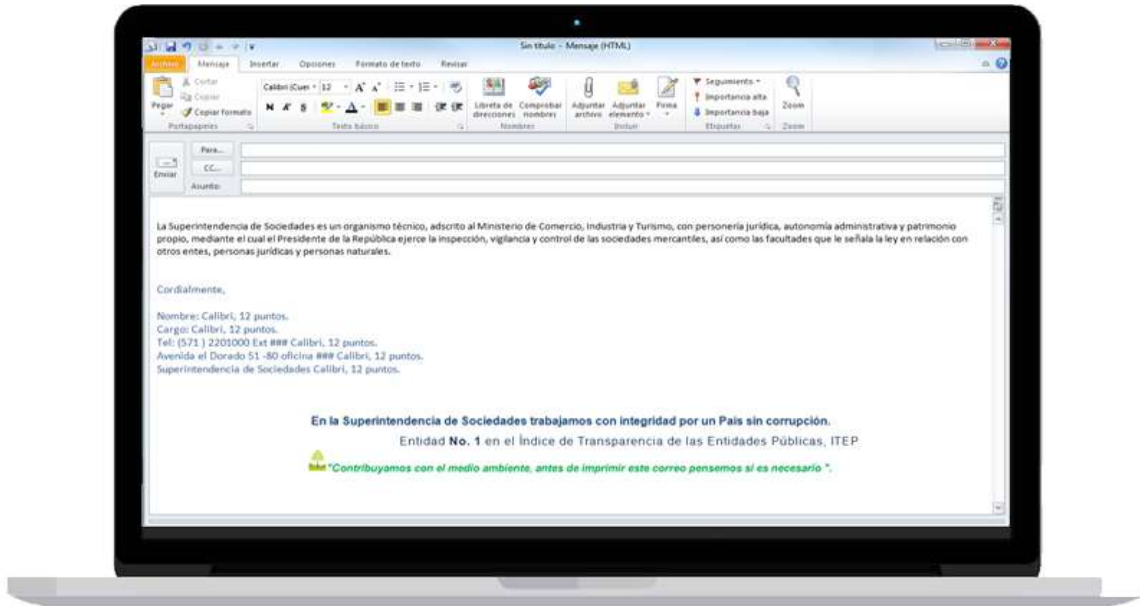 Sin título - Mensaje (HTML)
Archivo Mensaje Insertar Opciones Formato de texto Revisar
Pegar
Cortar
Copiar
Copiar formato
Portapapeles
Calibri (Cuer 12
N K S
Texto básico
Libreta de direcciones
Comprobar nombres
Nombres
Adjuntar archivo
Adjuntar elemento
Firma
Incluir
Seguimiento
Importancia alta
Importancia baja
Etiquetas
Zoom
Zoom
Enviar
Para...
CC...
Asunto:
La Superintendencia de Sociedades es un organismo técnico, adscrito al Ministerio de Comercio, Industria y Turismo, con personería jurídica, autonomía administrativa y patrimonio
propio, mediante el cual el Presidente de la República ejerce la inspección, vigilancia y control de las sociedades mercantiles, así como las facultades que le señala la ley en relación con
otros entes, personas jurídicas y personas naturales.
Cordialmente,
Nombre: Calibri, 12 puntos.
Cargo: Calibri, 12 puntos.
Tel: (571 ) 2201000 Ext ### Calibri, 12 puntos.
Avenida el Dorado 51 -80 oficina ### Calibri, 12 puntos.
Superintendencia de Sociedades Calibri, 12 puntos.
En la Superintendencia de Sociedades trabajamos con integridad por un País sin corrupción.
Entidad No. 1 en el Índice de Transparencia de las Entidades Públicas, ITEP
"Contribuyamos con el medio ambiente, antes de imprimir este correo pensemos si es necesario ".